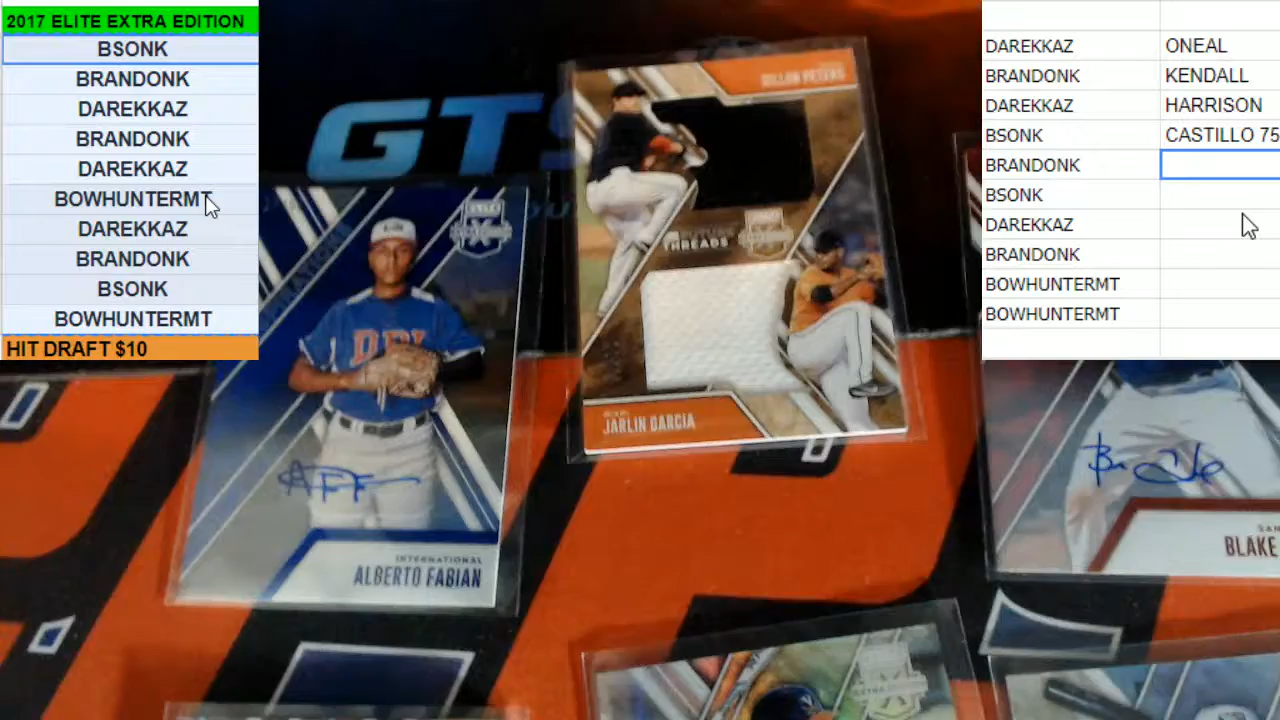 2017 ELITE EXTRA EDITION
BSONK
BRANDONK
DAREKKAZ
BRANDONK
DAREKKAZ
BOWHUNTERMT
DAREKKAZ
BRANDONK
BSONK
BOWHUNTERMT
HIT DRAFT $10
DAREKKAZ ONEAL
BRANDONK KENDALL
DAREKKAZ HARRISON
BSONK CASTILLO 75
BRANDONK
BSONK
DAREKKAZ
BRANDONK
BOWHUNTERMT
BOWHUNTERMT
GTS
DILLON PETERS
THREADS
JARLIN GARCIA
ELITE
INTERNATIONAL
ALBERTO FABIAN
BLAKE